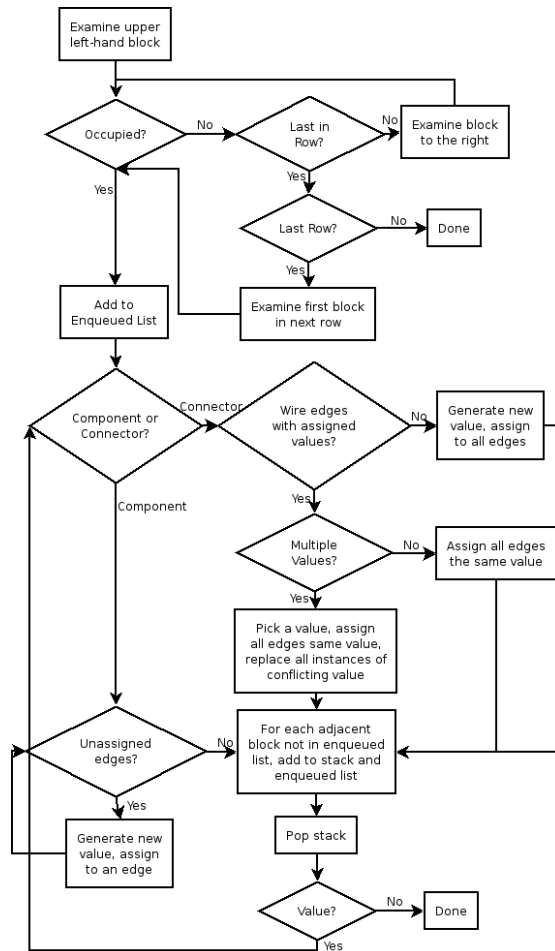 Examine upper
left-hand block
Occupied?
No
Last in
Row?
No
Examine block
to the right
Yes
Yes
Last Row?
No
Done
Yes
Add to
Enqueued List
Examine first block
in next row
Component or
Connector?
Connector
Wire edges
with assigned
values?
No
Generate new
value, assign
to all edges
Yes
Component
Multiple
Values?
No
Assign all edges
the same value
Yes
Pick a value, assign
all edges same value,
replace all instances of
conflicting value
Unassigned
edges?
No
For each adjacent
block not in enqueued
list, add to stack and
enqueued list
Yes
Generate new
value, assign
to an edge
Pop stack
Value?
No
Done
Yes